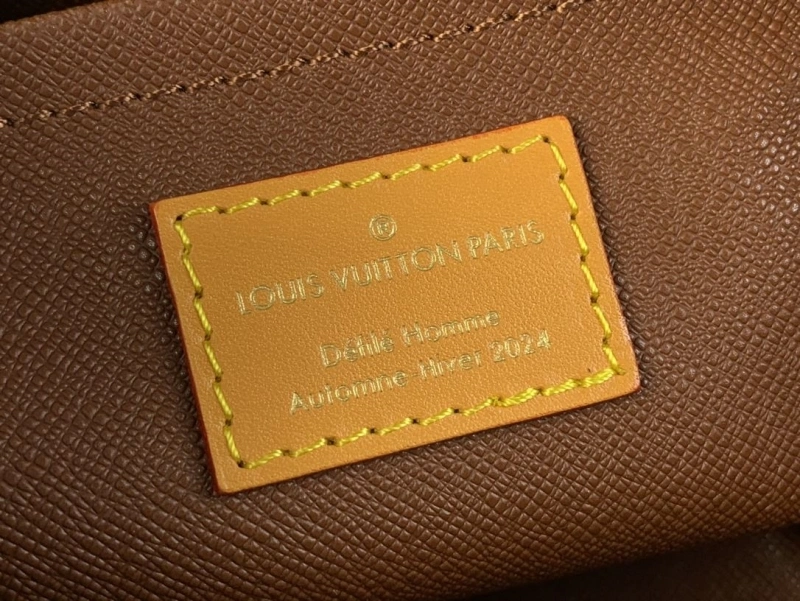 ®
LOUIS VUITTON PARIS
Défilé Homme
Automne-Hiver 2024